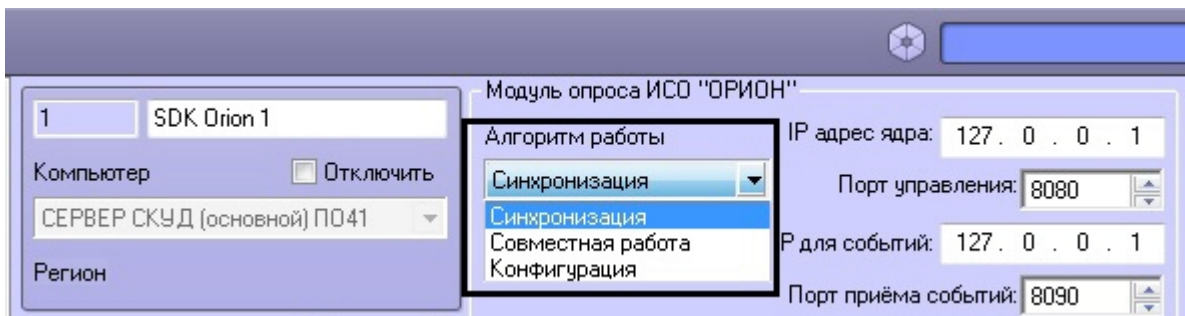 Модуль опроса ИСО "ОРИОН"
1 SDK Orion 1
Алгоритм работы
IP адрес ядра: 127 . 0 . 0 . 1
Компьютер Отключить
Синхронизация
Порт управления: 8080
СЕРВЕР СКУД (основной) ПО41
Синхронизация
Совместная работа
Конфигурация
P для событий: 127 . 0 . 0 . 1
Регион
Порт приёма событий: 8090